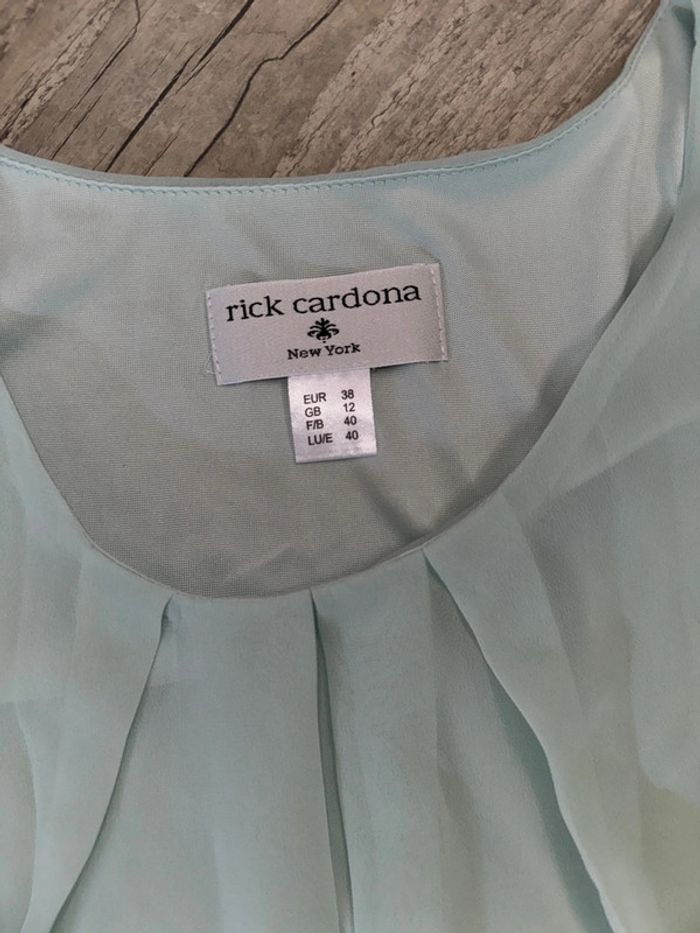 rick cardona
New York
EUR 38
GB 12
F/B 40
LU/E 40